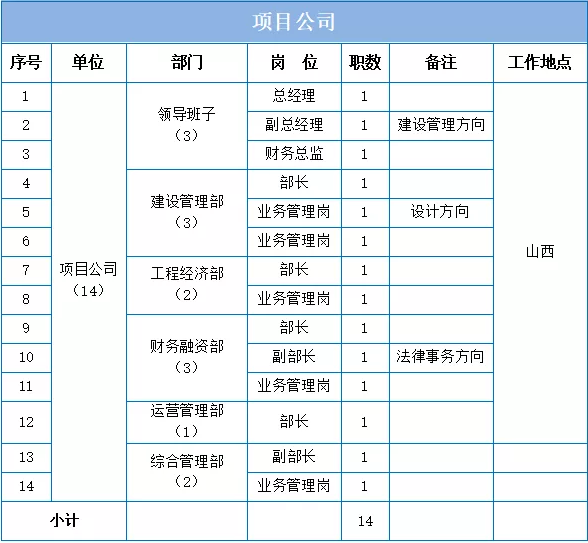 项目公司
序号 单位 部门 岗 位 职数 备注 工作地点
1 总经理 1
领导班子
(3)
2 副总经理 1 建设管理方向
3 财务总监 1
4 部长 1
建设管理部
(3)
5 业务管理岗 1 设计方向
6 业务管理岗 1
山西
项目公司
(14)
7 部长 1
工程经济部
(2)
8 业务管理岗 1
9 部长 1
财务融资部
(3)
10 副部长 1 法律事务方向
11 业务管理岗 1
运营管理部
(1)
12 部长 1
13 副部长 1
综合管理部
(2)
14 业务管理岗 1
小计 14